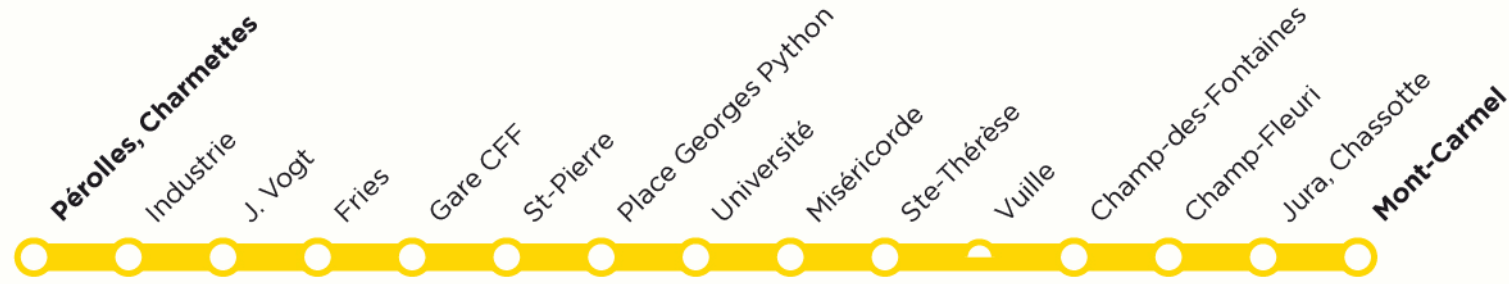 Pérolles, Charmettes
Industrie
J. Vogt
Fries
Gare CFF
St-Pierre
Place Georges Python
Université
Miséricorde
Ste-Thérèse
Vuille
Champ-des-Fontaines
Champ-Fleuri
Jura, Chassotte
Mont-Carmel